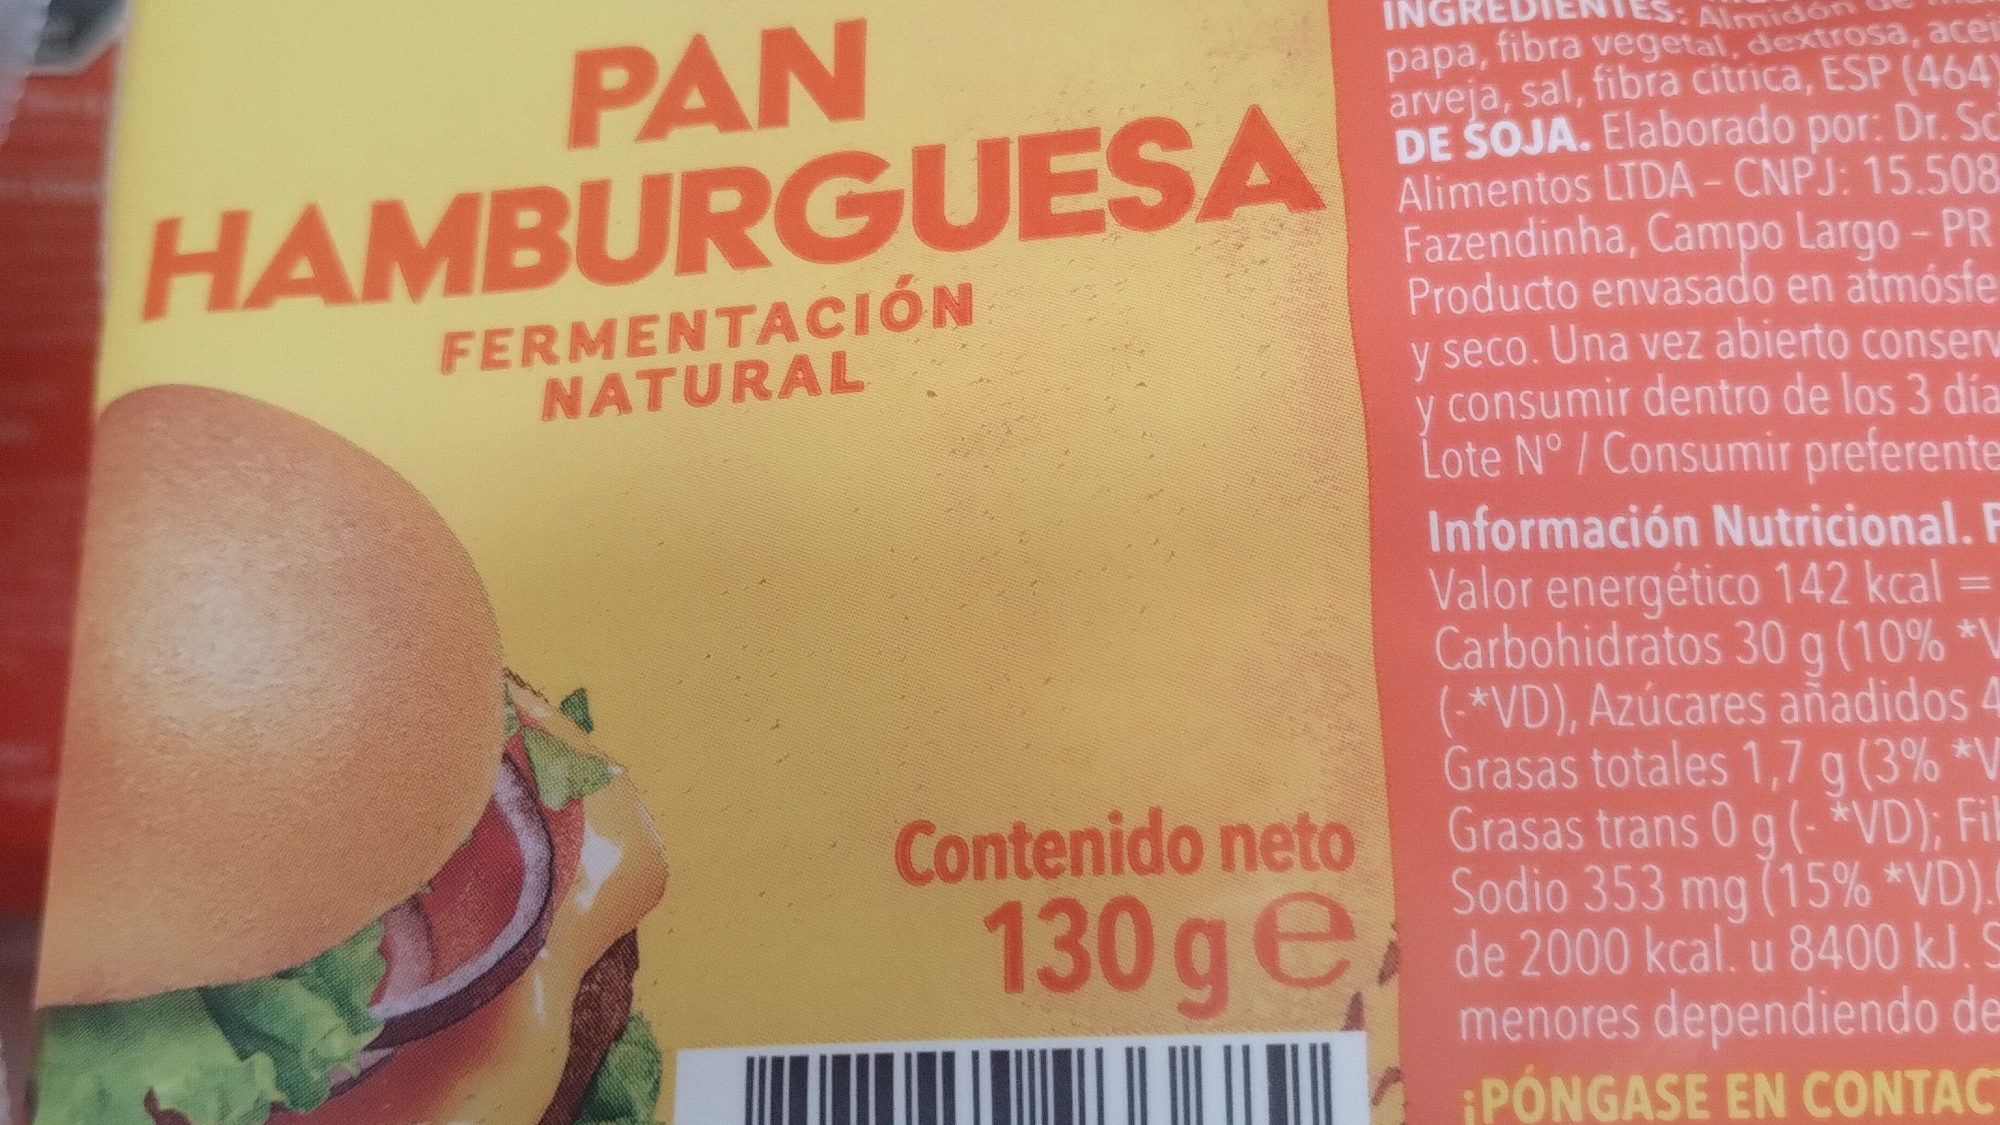 PAN
HAMBURGUESA
FERMENTACIÓN
NATURAL
Contenido neto
130 g e
INGREDIENTES: Almidón de
papa, fibra vegetal, dextrosa,
arveja, sal, fibra cítrica, ESP (464)
DE SOJA. Elaborado por: Dr.
Alimentos LTDA - CNPJ: 15.508
Fazendinha, Campo Largo - PR
Producto envasado en
y seco. Una vez abierto
y consumir dentro de los 3
Lote N° / Consumir
Información Nutricional.
Valor energético 142 kcal =
Carbohidratos 30 g (10% *V
(-*VD), Azúcares añadidos 4
Grasas totales 1,7 g (3% *V
Grasas trans 0 g (- *VD);
Sodio 353 mg (15% *VD).
de 2000 kcal. u 8400 kJ. S
menores dependiendo de
¡PÓNGASE EN